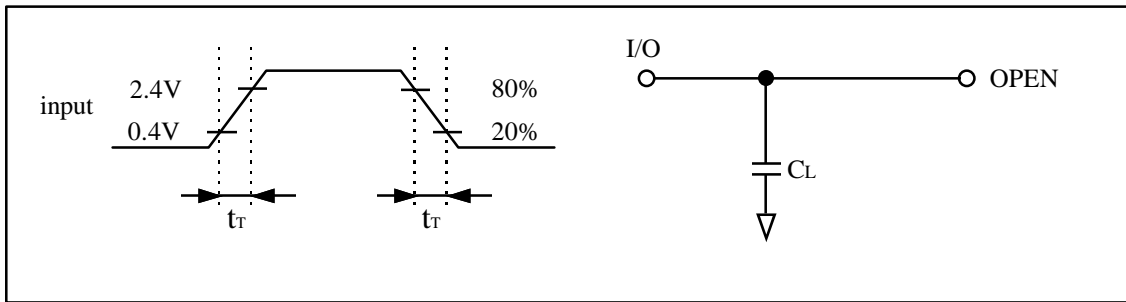 input
2.4V
0.4V
80%
20%
tT
tT
I/O
OPEN
CL